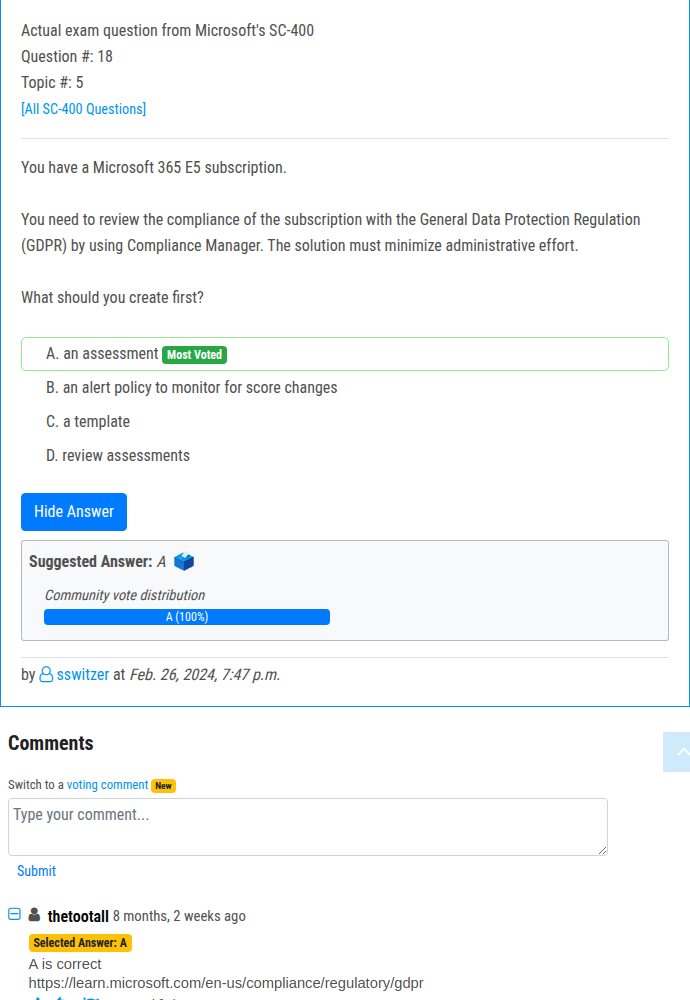 Actual exam question from Microsoft's SC-400
Question #: 18
Topic #: 5
[All SC-400 Questions]
You have a Microsoft 365 E5 subscription.
You need to review the compliance of the subscription with the General Data Protection Regulation
(GDPR) by using Compliance Manager. The solution must minimize administrative effort.
What should you create first?
A. an assessment Most Voted
B. an alert policy to monitor for score changes
C. a template
D. review assessments
Hide Answer
Suggested Answer: A
Community vote distribution
A (100%)
by sswitzer at Feb. 26, 2024, 7:47 p.m.
Comments
Switch to a voting comment New
Type your comment...
Submit
thetootall 8 months, 2 weeks ago
Selected Answer: A
A is correct
https://learn.microsoft.com/en-us/compliance/regulatory/gdpr